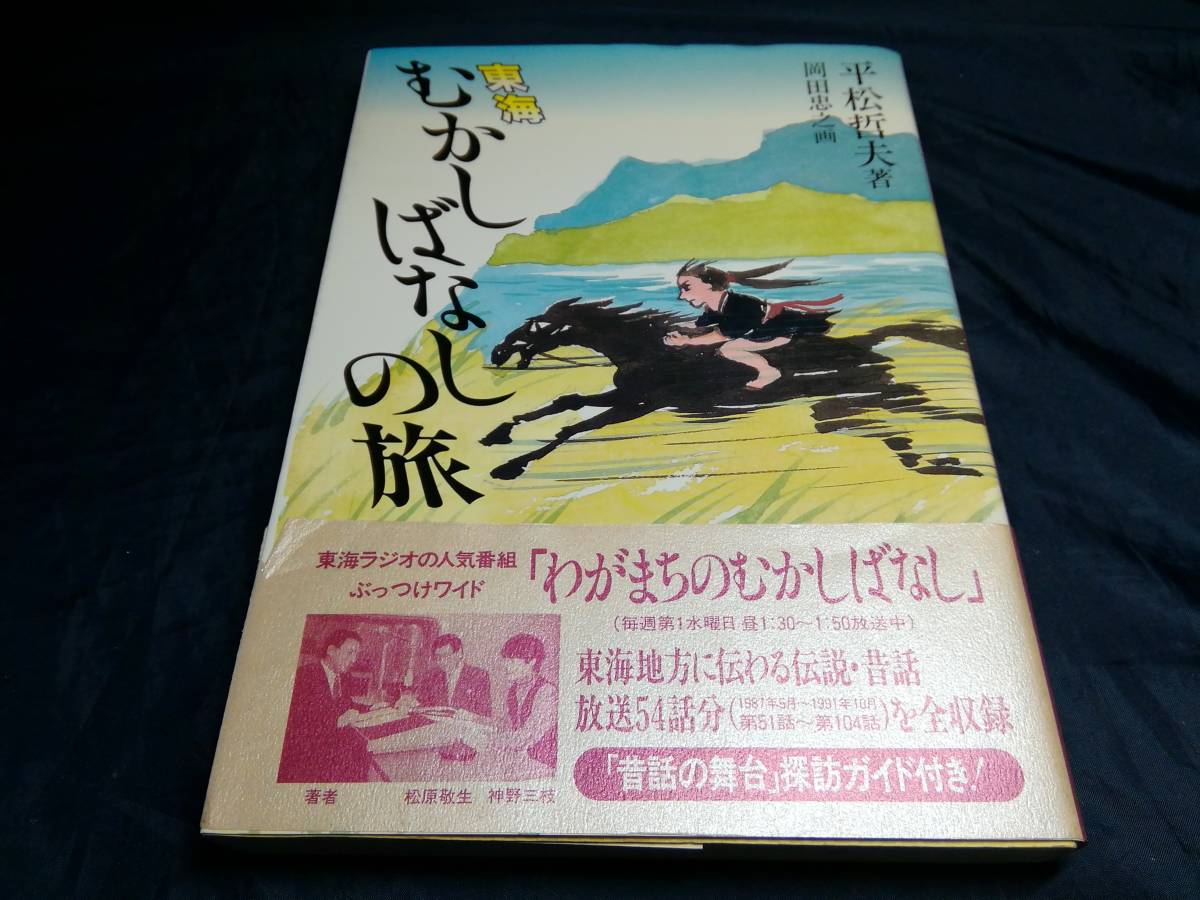 東海
むかし
ばなし
の旅
平松哲夫著
岡田忠之画
東海ラジオの人気番組
ぶっつけワイド
「わがまちのむかしばなし」
(毎週第1水曜日 昼1:30〜1:50放送中)
東海地方に伝わる伝説・昔話
放送54話分(1987年5月〜1991年10月 第51話〜第104話)を全収録
「昔話の舞台」探訪ガイド付き!
著者 松原敬生 神野三枝